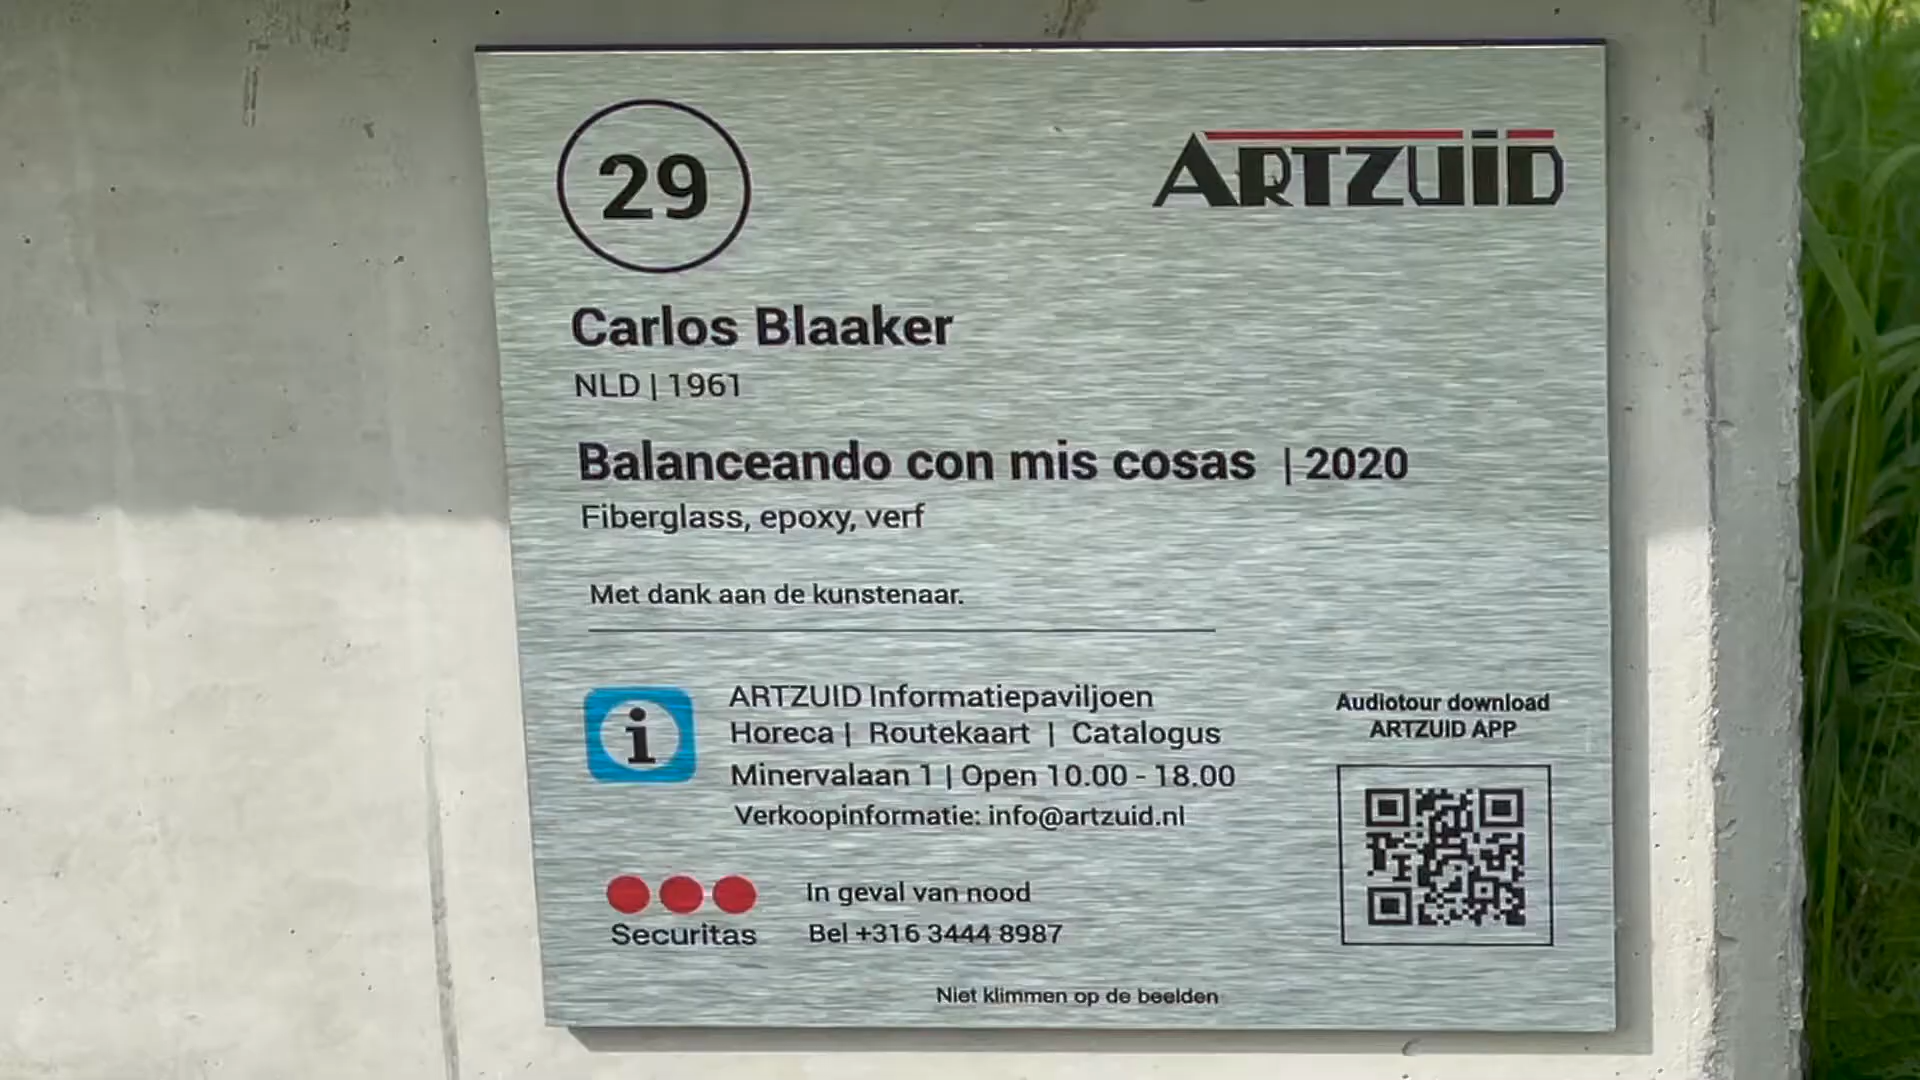 29
ARTZUID
Carlos Blaaker
NLD | 1961
Balanceando con mis cosas | 2020
Fiberglass, epoxy, verf
Met dank aan de kunstenaar.
i
ARTZUID Informatiepaviljoen
Horeca | Routekaart | Catalogus
Minervalaan 1 | Open 10.00 - 18.00
Verkoopinformatie: info@artzuid.nl
Audiotour download
ARTZUID APP
Securitas
In geval van nood
Bel +316 3444 8987
Niet klimmen op de beelden